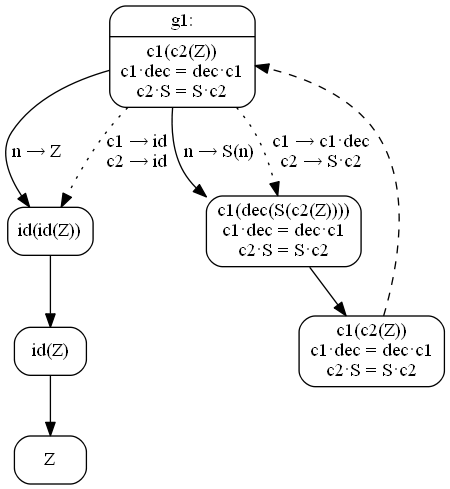 g1:
c1(c2(Z))
c1·dec = dec·c1
c2·S = S·c2
n → Z
c1 → id
c2 → id
n → S(n)
c1 → c1·dec
c2 → S·c2
id(id(Z))
c1(dec(S(c2(Z))))
c1·dec = dec·c1
c2·S = S·c2
id(Z)
c1(c2(Z))
c1·dec = dec·c1
c2·S = S·c2
Z